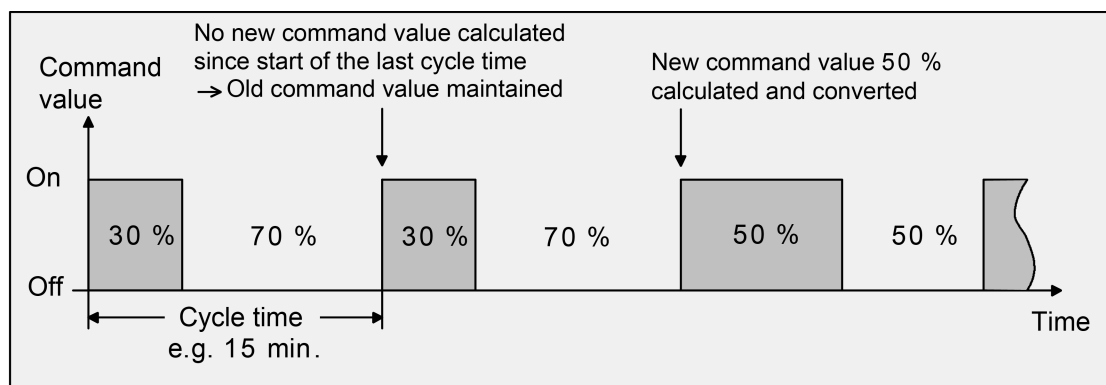 No new command value calculated
since start of the last cycle time
→ Old command value maintained
New command value 50 %
calculated and converted
Command
value
On
30 %
70 %
30 %
70 %
50 %
50 %
Off
Cycle time
e.g. 15 min.
Time